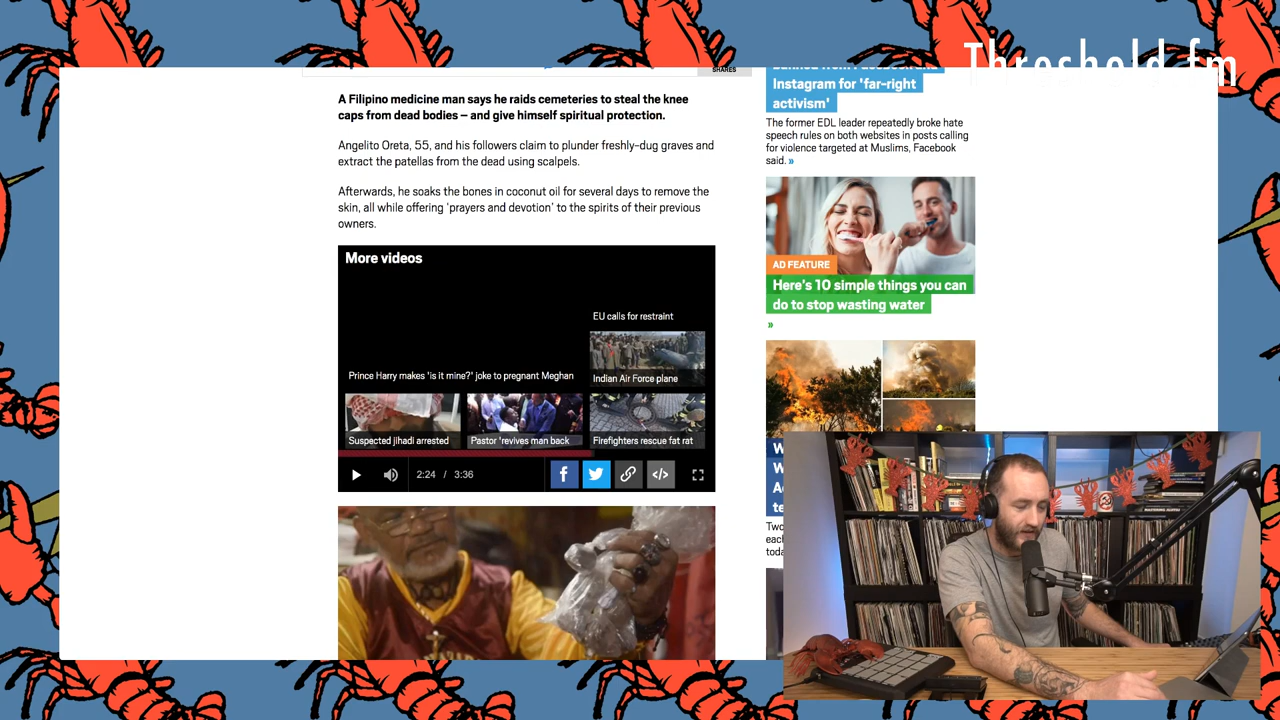 Threshold.fm
SHARES
A Filipino medicine man says he raids cemeteries to steal the knee
caps from dead bodies – and give himself spiritual protection.
Angelito Oreta, 55, and his followers claim to plunder freshly-dug graves and
extract the patellas from the dead using scalpels.
Afterwards, he soaks the bones in coconut oil for several days to remove the
skin, all while offering ‘prayers and devotion’ to the spirits of their previous
owners.
More videos
EU calls for restraint
Prince Harry makes 'is it mine?' joke to pregnant Meghan
Indian Air Force plane
Suspected jihadi arrested
Pastor 'revives man back
Firefighters rescue fat rat
2:24 / 3:36
Instagram for 'far-right
activism'
The former EDL leader repeatedly broke hate
speech rules on both websites in posts calling
for violence targeted at Muslims, Facebook
said. »
AD FEATURE
Here's 10 simple things you can
do to stop wasting water
»